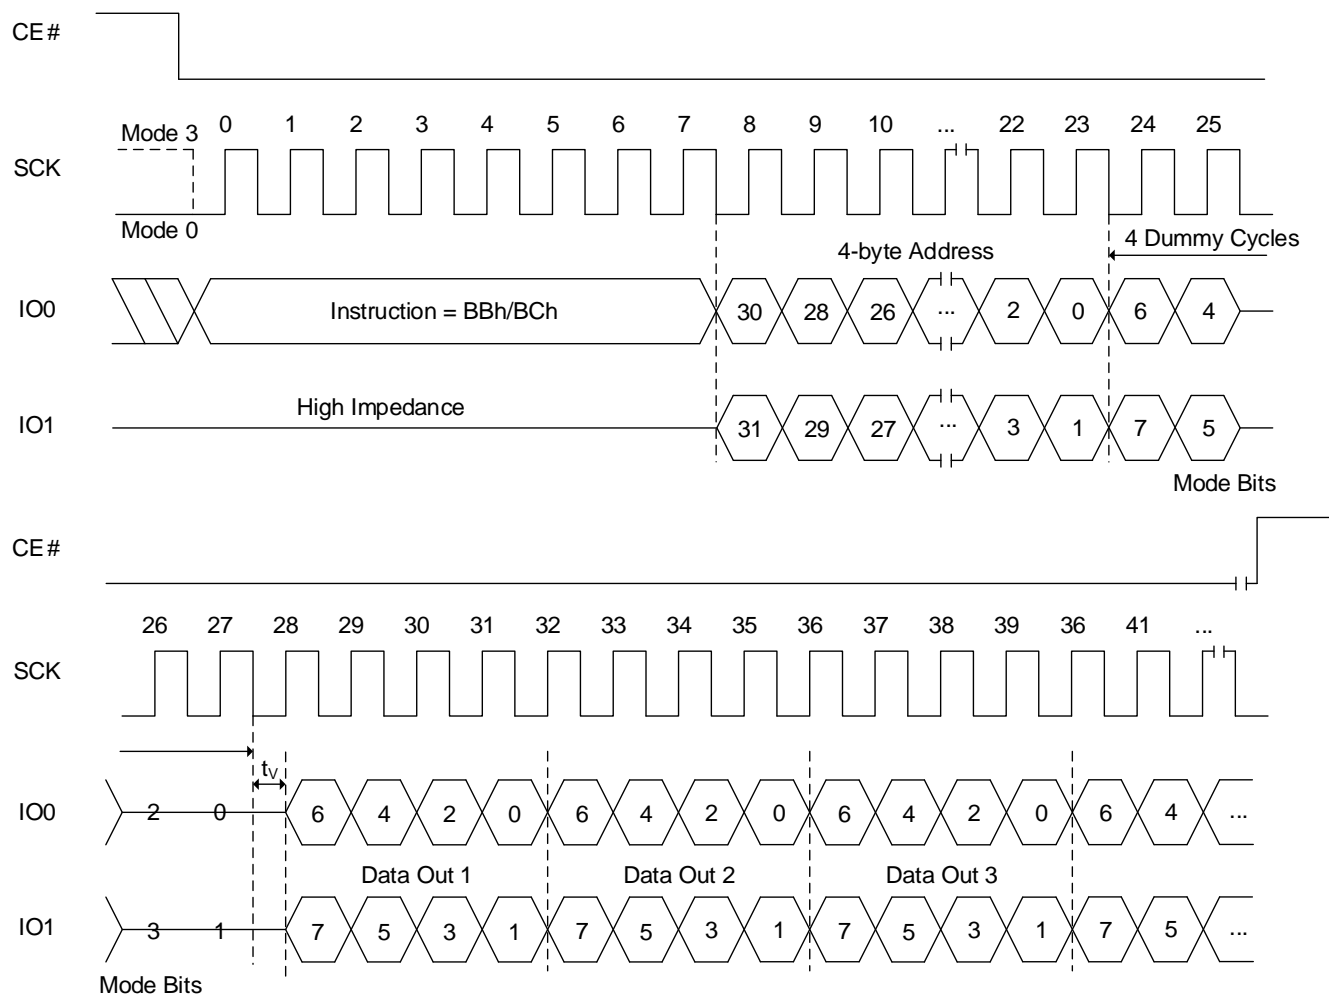 CE#
Mode 3 0 1 2 3 4 5 6 7 8 9 10 ... 22 23 24 25
SCK
Mode 0
4-byte Address 4 Dummy Cycles
IO0 Instruction = BBh/BCh 30 28 26 ... 2 0 6 4
High Impedance
IO1 31 29 27 ... 3 1 7 5
Mode Bits
CE#
26 27 28 29 30 31 32 33 34 35 36 37 38 39 36 41 ...
SCK
tV
IO0 2 0 6 4 2 0 6 4 2 0 6 4 2 0 6 4 ...
Data Out 1 Data Out 2 Data Out 3
IO1 3 1 7 5 3 1 7 5 3 1 7 5 3 1 7 5 ...
Mode Bits